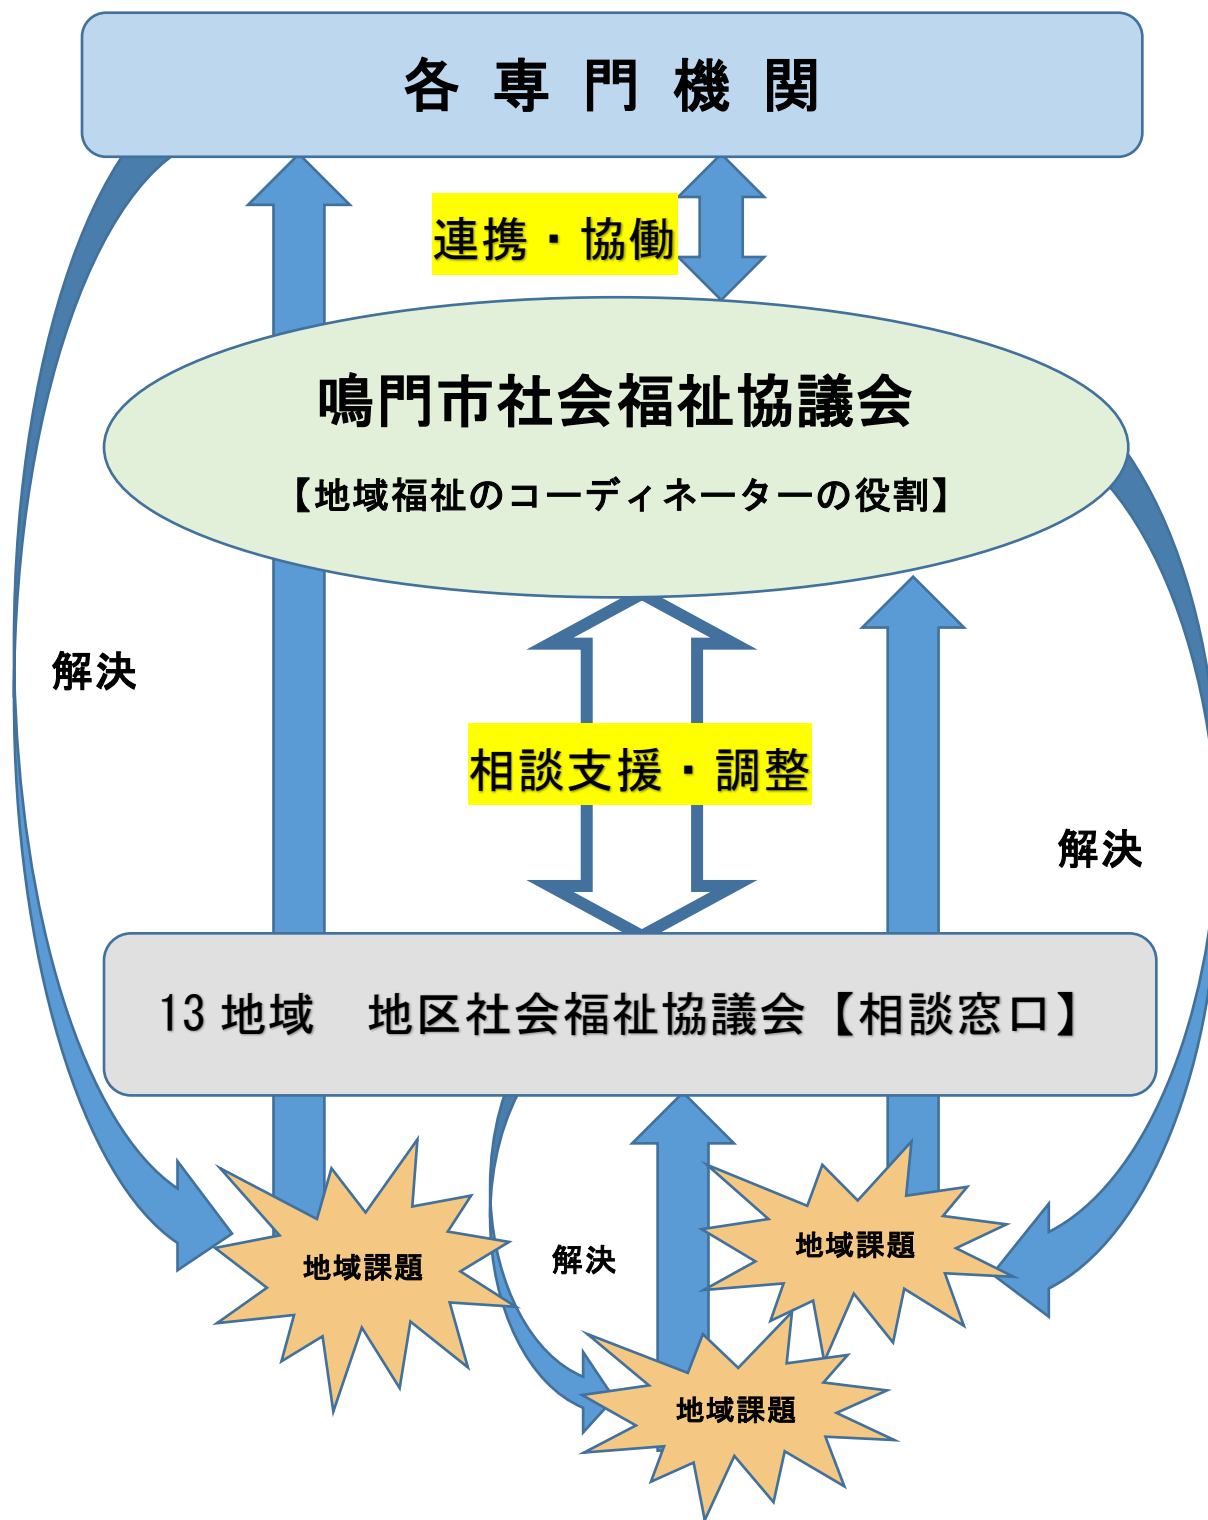 各専門機関
連携・協働
鳴門市社会福祉協議会
【地域福祉のコーディネーターの役割】
解決
相談支援・調整
解決
13 地域　地区社会福祉協議会【相談窓口】
地域課題
解決
地域課題
地域課題